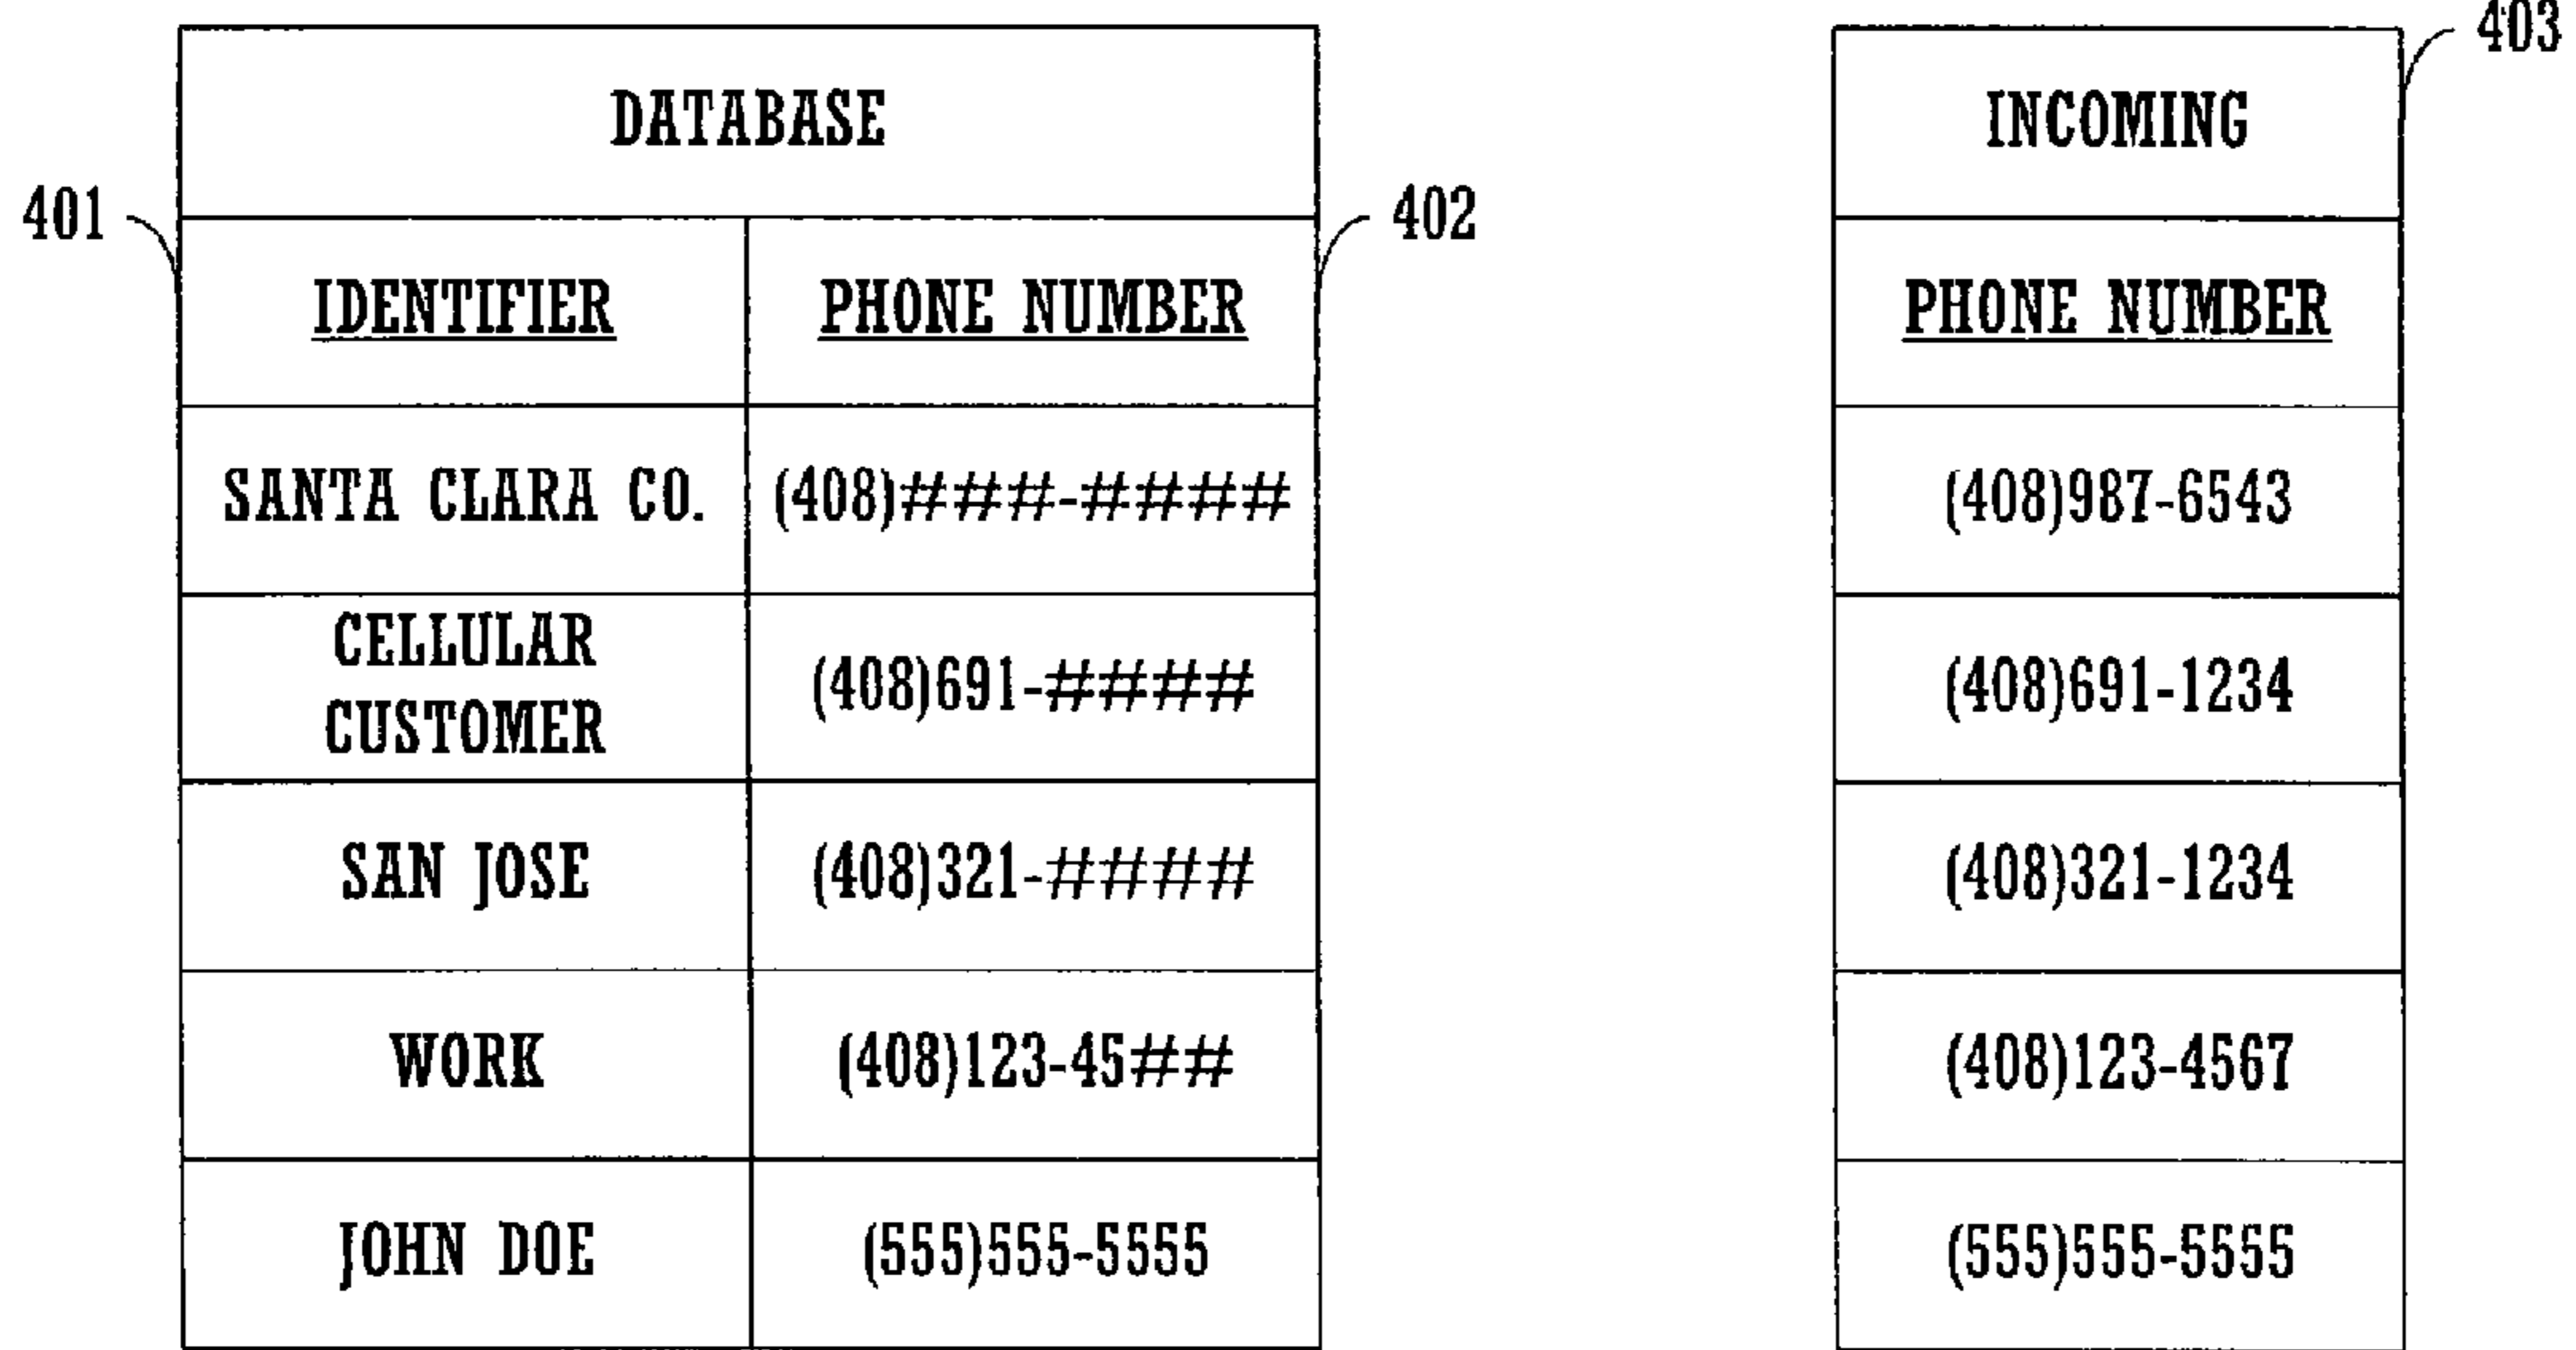 403
DATABASE
INCOMING
401
402
IDENTIFIER
PHONE NUMBER
PHONE NUMBER
SANTA CLARA CO.
(408)###-####
(408)987-6543
CELLULAR
CUSTOMER
(408)691-####
(408)691-1234
SAN JOSE
(408)321-####
(408)321-1234
WORK
(408)123-45##
(408)123-4567
JOHN DOE
(555)555-5555
(555)555-5555